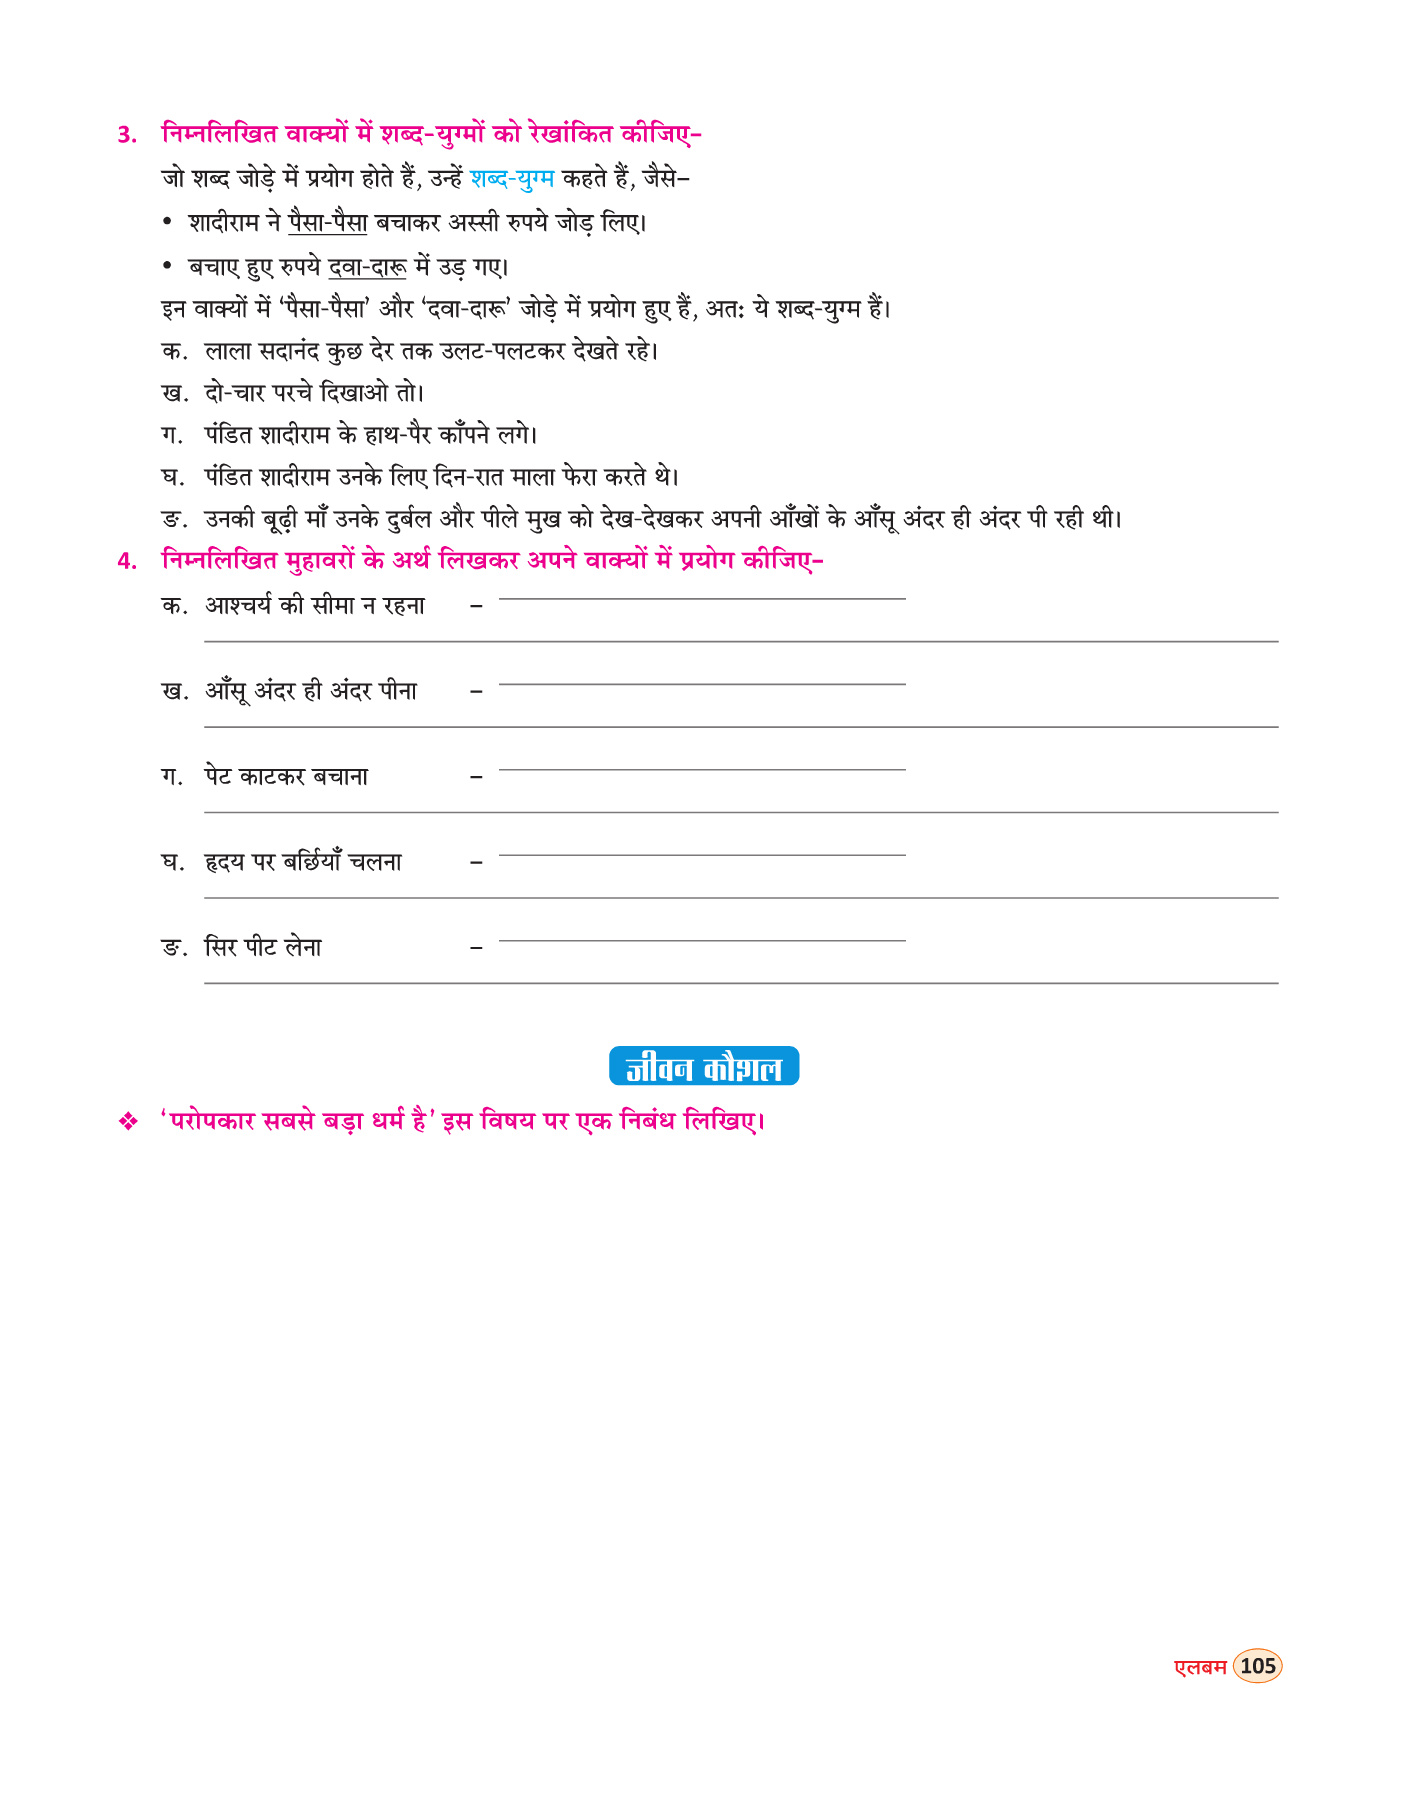 3. निम्नलिखित वाक्यों में शब्द-युग्मों को रेखांकित कीजिए–
जो शब्द जोड़े में प्रयोग होते हैं, उन्हें शब्द-युग्म कहते हैं, जैसे–
• शादीराम ने पैसा-पैसा बचाकर अस्सी रुपये जोड़ लिए।
• बचाए हुए रुपये दवा-दारू में उड़ गए।
इन वाक्यों में ‘पैसा-पैसा’ और ‘दवा-दारू’ जोड़े में प्रयोग हुए हैं, अतः ये शब्द-युग्म हैं।
क. लाला सदानंद कुछ देर तक उलट-पलटकर देखते रहे।
ख. दो-चार परचे दिखाओ तो।
ग. पंडित शादीराम के हाथ-पैर काँपने लगे।
घ. पंडित शादीराम उनके लिए दिन-रात माला फेरा करते थे।
ङ. उनकी बूढ़ी माँ उनके दुर्बल और पीले मुख को देख-देखकर अपनी आँखों के आँसू अंदर ही अंदर पी रही थी।
4. निम्नलिखित मुहावरों के अर्थ लिखकर अपने वाक्यों में प्रयोग कीजिए–
क. आश्चर्य की सीमा न रहना –
ख. आँसू अंदर ही अंदर पीना –
ग. पेट काटकर बचाना –
घ. हृदय पर बर्छियाँ चलना –
ङ. सिर पीट लेना –
जीवन कौशल
❖ ‘परोपकार सबसे बड़ा धर्म है’ इस विषय पर एक निबंध लिखिए।
एलबम 105